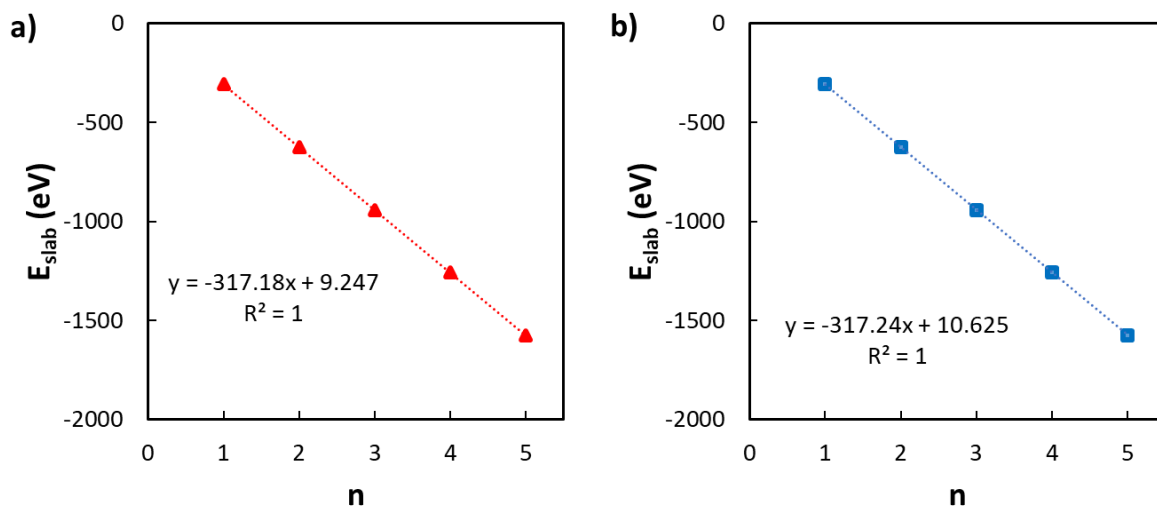 a)
0
-500
-1000
-1500
-2000
E_slab (eV)
y = -317.18x + 9.247
R² = 1
0 1 2 3 4 5
n
b)
0
-500
-1000
-1500
-2000
E_slab (eV)
y = -317.24x + 10.625
R² = 1
0 1 2 3 4 5
n